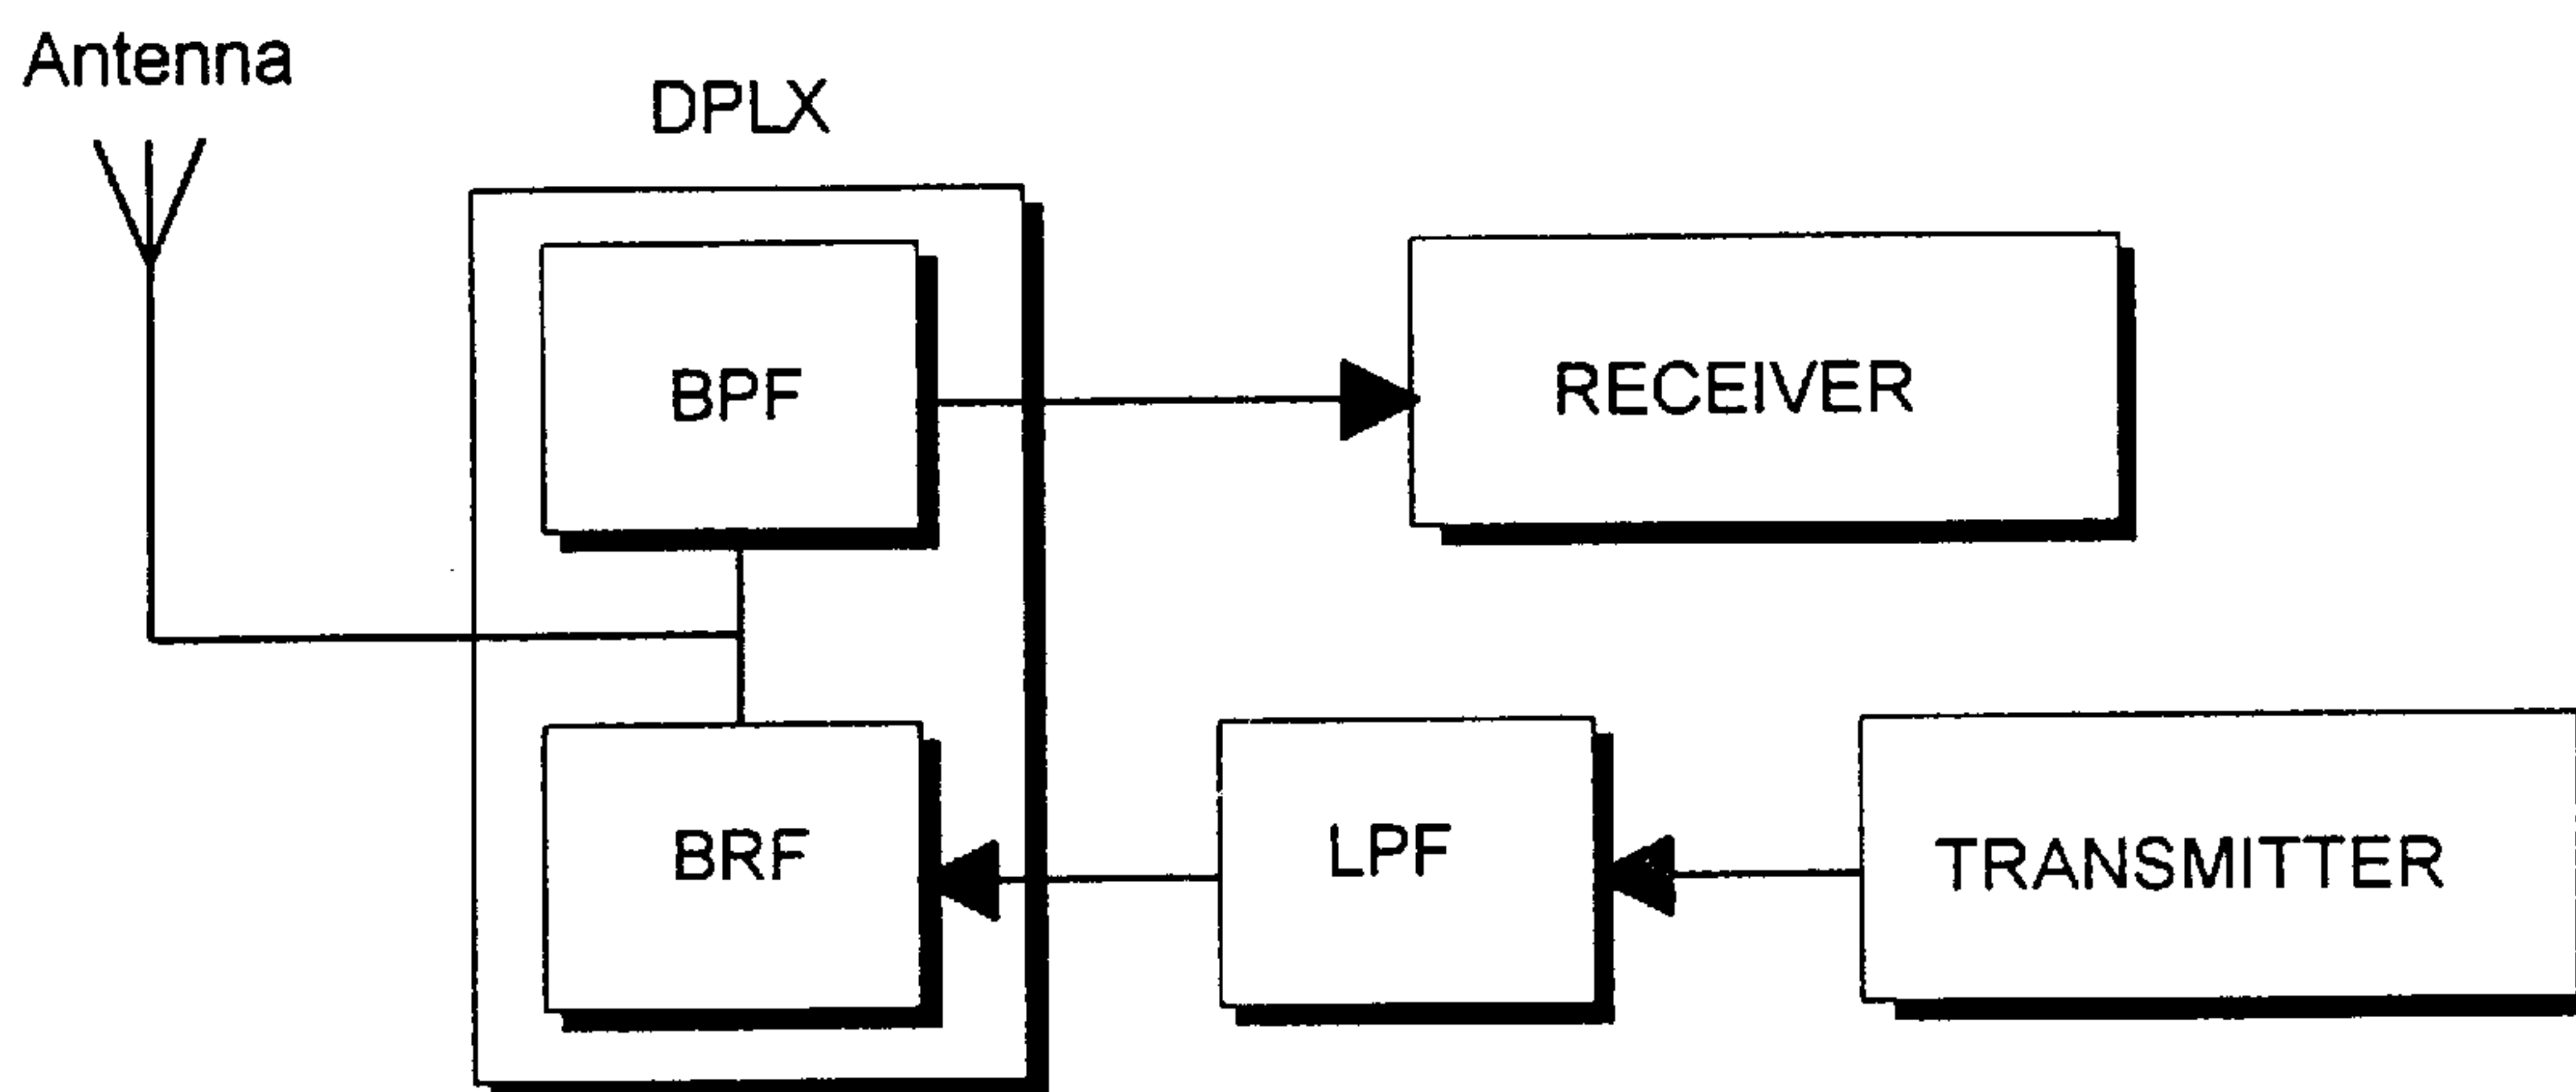 Antenna
DPLX
BPF
RECEIVER
BRF
LPF
TRANSMITTER